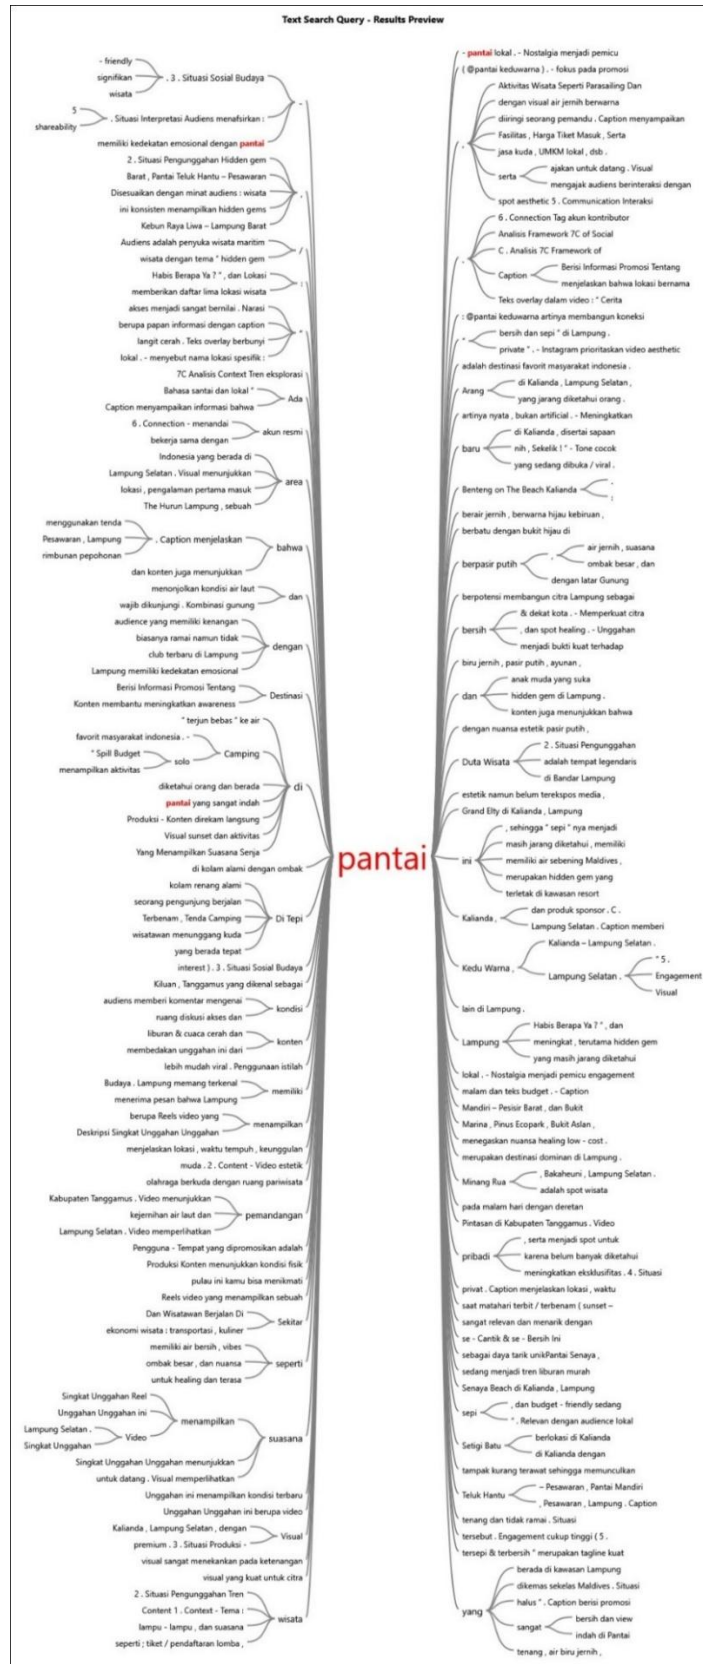 Text Search Query - Results Preview
- friendly
signifikan
wisata
. 3 . Situasi Sosial Budaya
5
shareability
. Situasi Interpretasi Audiens menafsirkan :
memiliki kedekatan emosional dengan pantai
-
2 . Situasi Pengunggahan Hidden gem
Barat , Pantai Teluk Hantu – Pesawaran
Disesuaikan dengan minat audiens : wisata
ini konsisten menampilkan hidden gems
Kebun Raya Liwa – Lampung Barat
Audiens adalah penyuka wisata maritim
wisata dengan tema " hidden gem
/
Habis Berapa Ya ? " , dan Lokasi
memberikan daftar lima lokasi wisata
:
akses menjadi sangat bernilai . Narasi
berupa papan informasi dengan caption
langit cerah . Teks overlay berbunyi
lokal . - menyebut nama lokasi spesifik :
"
7C Analisis Context Tren eksplorasi
Bahasa santai dan lokal "
Caption menyampaikan informasi bahwa
Ada
6 . Connection - menandai
bekerja sama dengan
akun resmi
Indonesia yang berada di
Lampung Selatan . Visual menunjukkan
lokasi , pengalaman pertama masuk
The Hurun Lampung , sebuah
area
menggunakan tenda
Pesawaran , Lampung
rimbunan pepohonan
. Caption menjelaskan
dan konten juga menunjukkan
bahwa
menonjolkan kondisi air laut
wajib dikunjungi . Kombinasi gunung
dan
audience yang memiliki kenangan
biasanya ramai namun tidak
club terbaru di Lampung
Lampung memiliki kedekatan emosional
dengan
Berisi Informasi Promosi Tentang
Konten membantu meningkatkan awareness
Destinasi
" terjun bebas " ke air
favorit masyarakat indonesia . -
" Spill Budget
menampilkan aktivitas
solo
Camping
diketahui orang dan berada
pantai yang sangat indah
Produksi - Konten direkam langsung
Visual sunset dan aktivitas
Yang Menampilkan Suasana Senja
di
di kolam alami dengan ombak
kolam renang alami
seorang pengunjung berjalan
Terbenam , Tenda Camping
wisatawan menunggang kuda
yang berada tepat
Di Tepi
interest ) . 3 . Situasi Sosial Budaya
Kiluan , Tanggamus yang dikenal sebagai
audiens memberi komentar mengenai
ruang diskusi akses dan
kondisi
liburan & cuaca cerah dan
membedakan unggahan ini dari
konten
lebih mudah viral . Penggunaan istilah
Budaya . Lampung memang terkenal
menerima pesan bahwa Lampung
memiliki
berupa Reels video yang
Deskripsi Singkat Unggahan Unggahan
menampilkan
menjelaskan lokasi , waktu tempuh , keunggulan
muda . 2 . Content - Video estetik
olahraga berkuda dengan ruang pariwisata
Kabupaten Tanggamus . Video menunjukkan
kejernihan air laut dan
Lampung Selatan . Video memperlihatkan
pemandangan
Pengguna - Tempat yang dipromosikan adalah
Produksi Konten menunjukkan kondisi fisik
pulau ini kamu bisa menikmati
Reels video yang menampilkan sebuah
Dan Wisatawan Berjalan Di
ekonomi wisata : transportasi , kuliner
Sekitar
memiliki air bersih , vibes
ombak besar , dan nuansa
untuk healing dan terasa
seperti
Singkat Unggahan Reel
Unggahan Unggahan ini
Lampung Selatan .
Singkat Unggahan
Video
menampilkan
Singkat Unggahan Unggahan menunjukkan
untuk datang . Visual memperlihatkan
suasana
Unggahan ini menampilkan kondisi terbaru
Unggahan Unggahan ini berupa video
Kalianda , Lampung Selatan , dengan
premium . 3 . Situasi Produksi -
Visual
visual sangat menekankan pada ketenangan
visual yang kuat untuk citra
2 . Situasi Pengunggahan Tren
Content 1 . Context - Tema :
lampu - lampu , dan suasana
seperti ; tiket / pendaftaran lomba ,
wisata
pantai
- pantai lokal . - Nostalgia menjadi pemicu
( @pantai keduwarna ) . - fokus pada promosi
,
Aktivitas Wisata Seperti Parasailing Dan
dengan visual air jernih berwarna
diiringi seorang pemandu . Caption menyampaikan
Fasilitas , Harga Tiket Masuk , Serta
jasa kuda , UMKM lokal , dsb .
serta
ajakan untuk datang . Visual
mengajak audiens berinteraksi dengan
spot aesthetic 5 . Communication Interaksi
.
6 . Connection Tag akun kontributor
Analisis Framework 7C of Social
C . Analisis 7C Framework of
Caption
Berisi Informasi Promosi Tentang
menjelaskan bahwa lokasi bernama
Teks overlay dalam video : " Cerita
: @pantai keduwarna artinya membangun koneksi
"
bersih dan sepi " di Lampung .
private " . - Instagram prioritaskan video aesthetic
adalah destinasi favorit masyarakat indonesia .
Arang
di Kalianda , Lampung Selatan ,
yang jarang diketahui orang .
artinya nyata , bukan artificial . - Meningkatkan
baru
di Kalianda , disertai sapaan
nih , Sekelik ! " - Tone cocok
yang sedang dibuka / viral .
Benteng on The Beach Kalianda
.
:
berair jernih , berwarna hijau kebiruan ,
berbatu dengan bukit hijau di
berpasir putih
,
air jernih , suasana
ombak besar , dan
dengan latar Gunung
berpotensi membangun citra Lampung sebagai
bersih
& dekat kota . - Memperkuat citra
, dan spot healing . - Unggahan
menjadi bukti kuat terhadap
biru jernih , pasir putih , ayunan ,
dan
anak muda yang suka
hidden gem di Lampung .
konten juga menunjukkan bahwa
dengan nuansa estetik pasir putih ,
Duta Wisata
2 . Situasi Pengunggahan
adalah tempat legendaris
di Bandar Lampung
estetik namun belum terekspos media ,
Grand Elty di Kalianda , Lampung
ini
, sehingga " sepi " nya menjadi
masih jarang diketahui , memiliki
memiliki air sebening Maldives ,
merupakan hidden gem yang
terletak di kawasan resort
Kalianda ,
dan produk sponsor . C .
Lampung Selatan . Caption memberi
Kedu Warna ,
Kalianda – Lampung Selatan .
Lampung Selatan .
" 5 .
Engagement
Visual
lain di Lampung .
Lampung
Habis Berapa Ya ? " , dan
meningkat , terutama hidden gem
yang masih jarang diketahui
lokal . - Nostalgia menjadi pemicu engagement
malam dan teks budget . - Caption
Mandiri – Pesisir Barat , dan Bukit
Marina , Pinus Ecopark , Bukit Aslan ,
menegaskan nuansa healing low - cost .
merupakan destinasi dominan di Lampung .
Minang Rua
, Bakaheuni , Lampung Selatan .
adalah spot wisata
pada malam hari dengan deretan
Pintasan di Kabupaten Tanggamus . Video
pribadi
, serta menjadi spot untuk
karena belum banyak diketahui
meningkatkan eksklusifitas . 4 . Situasi
privat . Caption menjelaskan lokasi , waktu
saat matahari terbit / terbenam ( sunset –
sangat relevan dan menarik dengan
se - Cantik & se - Bersih Ini
sebagai daya tarik unikPantai Senaya ,
sedang menjadi tren liburan murah
Senaya Beach di Kalianda , Lampung
sepi
, dan budget - friendly sedang
" . Relevan dengan audience lokal
Setigi Batu
berlokasi di Kalianda
di Kalianda dengan
tampak kurang terawat sehingga memunculkan
Teluk Hantu
– Pesawaran , Pantai Mandiri
, Pesawaran , Lampung . Caption
tenang dan tidak ramai . Situasi
tersebut . Engagement cukup tinggi ( 5 .
tersepi & terbersih " merupakan tagline kuat
yang
berada di kawasan Lampung
dikemas sekelas Maldives . Situasi
halus " . Caption berisi promosi
sangat
bersih dan view
indah di Pantai
tenang , air biru jernih ,